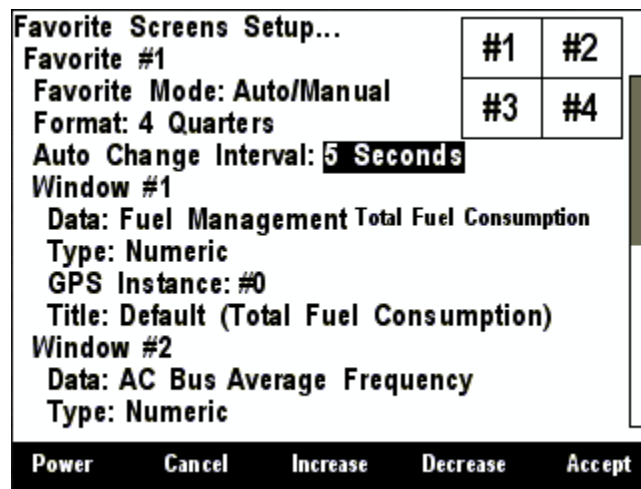 Favorite Screens Setup...
Favorite #1
Favorite Mode: Auto/Manual
Format: 4 Quarters
Auto Change Interval: 5 Seconds
Window #1
Data: Fuel Management Total Fuel Consumption
Type: Numeric
GPS Instance: #0
Title: Default (Total Fuel Consumption)
Window #2
Data: AC Bus Average Frequency
Type: Numeric
#1 #2
#3 #4
Power Cancel Increase Decrease Accept